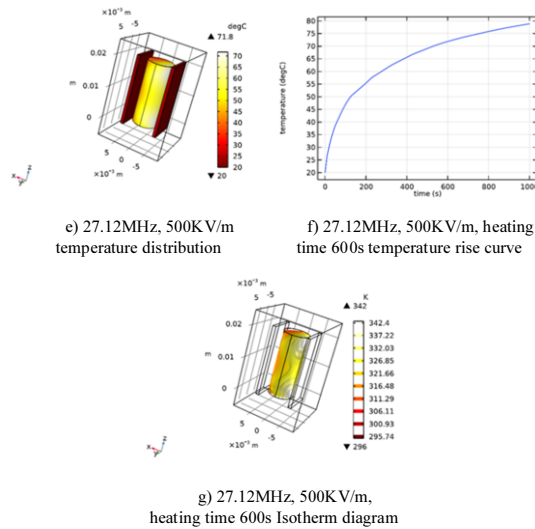 ×10⁻³ m
5 0 -5
degC
▲ 71.8
0.02
0.01
0
m
70
65
60
55
50
45
40
35
30
25
20
▼ 20
5 0 -5
×10⁻³ m
x y z
80
75
70
65
60
55
50
45
40
35
30
25
20
temperature (degC)
0 200 400 600 800 1000
time (s)
e) 27.12MHz, 500KV/m
temperature distribution
f) 27.12MHz, 500KV/m, heating
time 600s temperature rise curve
×10⁻³ m
5 0 -5
K
▲ 342
0.02
0.01
0
m
342.4
337.22
332.03
326.85
321.66
316.48
311.29
306.11
300.93
295.74
▼ 296
5 0 -5
×10⁻³ m
x y z
g) 27.12MHz, 500KV/m,
heating time 600s Isotherm diagram